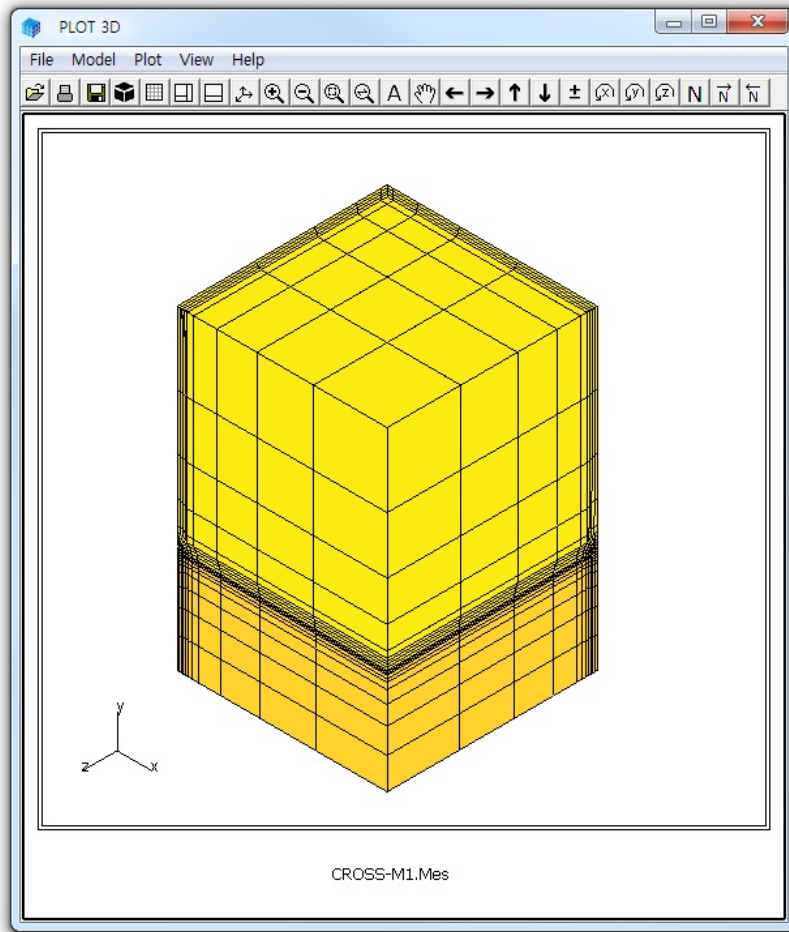 PLOT 3D
File Model Plot View Help
A ± x y z N N N
y
z x
CROSS-M1.Mes